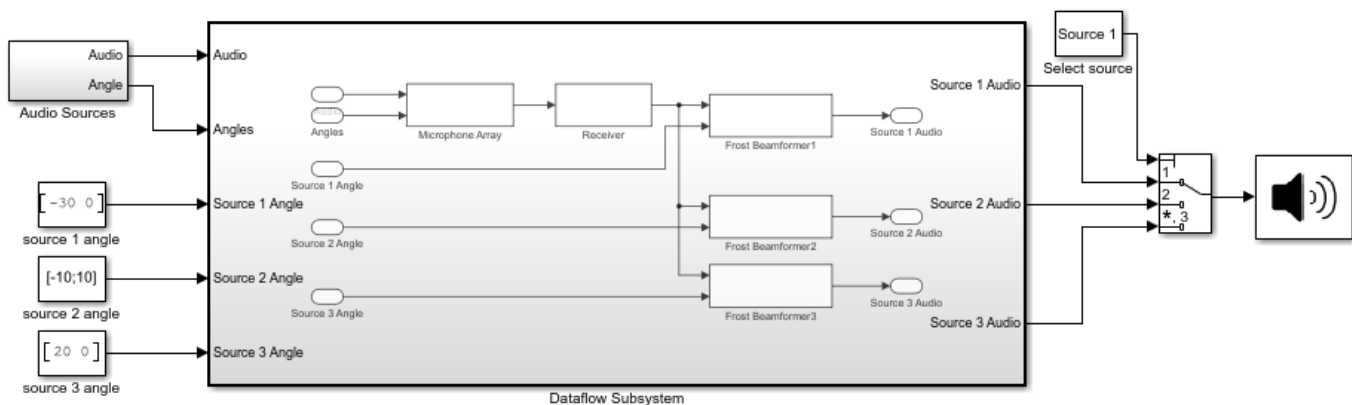 Audio
Angle
Audio Sources
[ -30 0 ]
source 1 angle
[-10;10]
source 2 angle
[ 20 0 ]
source 3 angle
Audio
Angles
Source 1 Angle
Source 2 Angle
Source 3 Angle
Angles
Source 1 Angle
Source 2 Angle
Source 3 Angle
Microphone Array
Receiver
Frost Beamformer1
Frost Beamformer2
Frost Beamformer3
Source 1 Audio
Source 2 Audio
Source 3 Audio
Source 1 Audio
Source 2 Audio
Source 3 Audio
Dataflow Subsystem
Source 1
Select source
1
2
*, 3